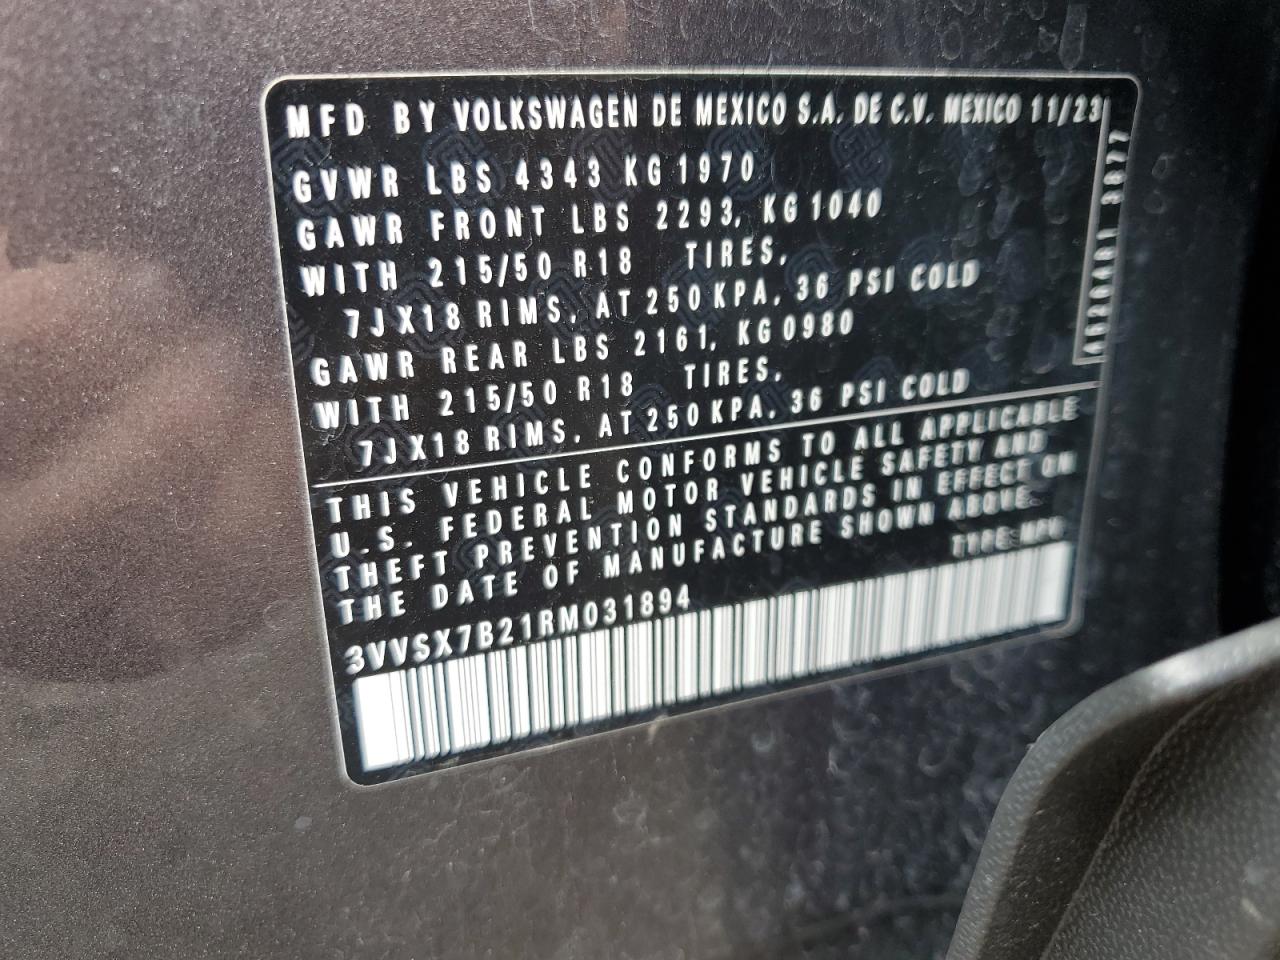 MFD BY VOLKSWAGEN DE MEXICO S.A. DE C.V. MEXICO 11/23
GVWR LBS 4343 KG 1970
GAWR FRONT LBS 2293, KG 1040
WITH 215/50 R18 TIRES,
7JX18 RIMS, AT 250 KPA, 36 PSI COLD
GAWR REAR LBS 2161, KG 0980
WITH 215/50 R18 TIRES,
7JX18 RIMS, AT 250 KPA, 36 PSI COLD
THIS VEHICLE CONFORMS TO ALL APPLICABLE
U.S. FEDERAL MOTOR VEHICLE SAFETY AND
THEFT PREVENTION STANDARDS IN EFFECT ON
THE DATE OF MANUFACTURE SHOWN ABOVE.
TYPE: MPV
3VVSX7B21RM031894